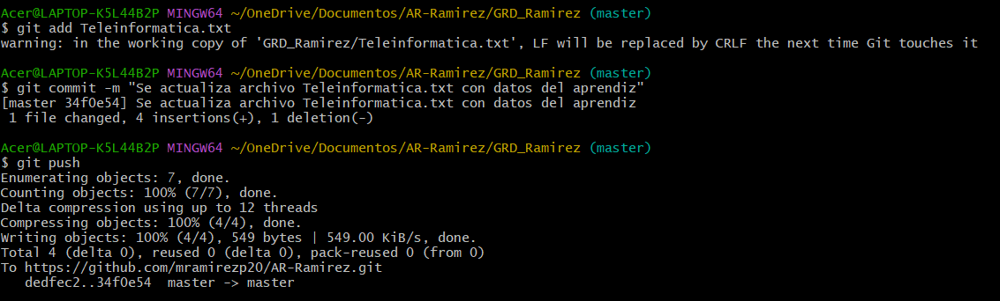 Acer@LAPTOP-K5L44B2P MINGW64 ~/OneDrive/Documentos/AR-Ramirez/GRD_Ramirez (master)
$ git add Teleinformatica.txt
warning: in the working copy of 'GRD_Ramirez/Teleinformatica.txt', LF will be replaced by CRLF the next time Git touches it
Acer@LAPTOP-K5L44B2P MINGW64 ~/OneDrive/Documentos/AR-Ramirez/GRD_Ramirez (master)
$ git commit -m "Se actualiza archivo Teleinformatica.txt con datos del aprendiz"
[master 34f0e54] Se actualiza archivo Teleinformatica.txt con datos del aprendiz
1 file changed, 4 insertions(+), 1 deletion(-)
Acer@LAPTOP-K5L44B2P MINGW64 ~/OneDrive/Documentos/AR-Ramirez/GRD_Ramirez (master)
$ git push
Enumerating objects: 7, done.
Counting objects: 100% (7/7), done.
Delta compression using up to 12 threads
Compressing objects: 100% (4/4), done.
Writing objects: 100% (4/4), 549 bytes | 549.00 KiB/s, done.
Total 4 (delta 0), reused 0 (delta 0), pack-reused 0 (from 0)
To https://github.com/mramirezp20/AR-Ramirez.git
dedfec2..34f0e54  master -> master